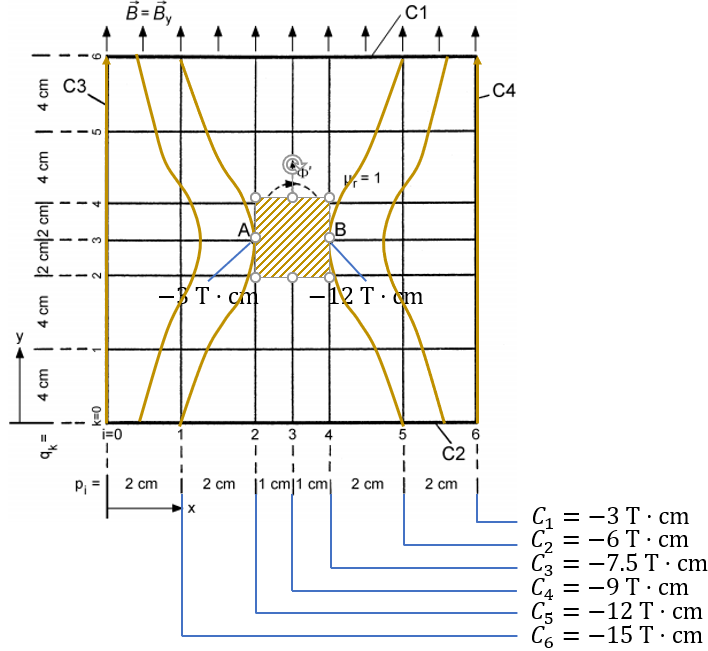 B⃗ = B⃗y
C1
C3
C4
6
4 cm
5
4 cm
Φ'
μr = 1
4
2 cm
A
B
3
2 cm
2
−3 T · cm
−12 T · cm
4 cm
1
y
4 cm
k=0
i=0
1
2
3
4
5
6
C2
qk =
pi =
2 cm
2 cm
1 cm
1 cm
2 cm
2 cm
x
C1 = −3 T · cm
C2 = −6 T · cm
C3 = −7.5 T · cm
C4 = −9 T · cm
C5 = −12 T · cm
C6 = −15 T · cm